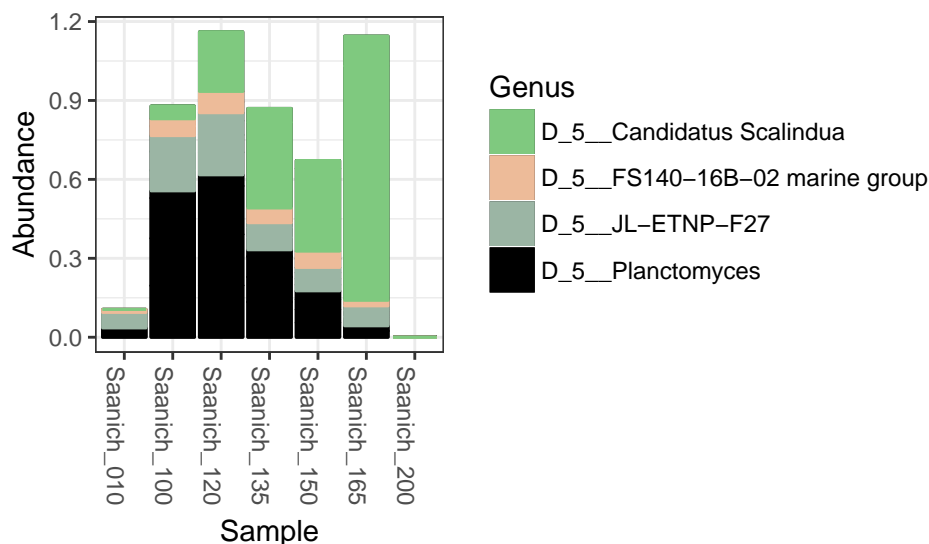 1.2
0.9
0.6
0.3
0.0
Abundance
Saanich_010
Saanich_100
Saanich_120
Saanich_135
Saanich_150
Saanich_165
Saanich_200
Sample
Genus
D_5__Candidatus Scalindua
D_5__FS140−16B−02 marine group
D_5__JL−ETNP−F27
D_5__Planctomyces